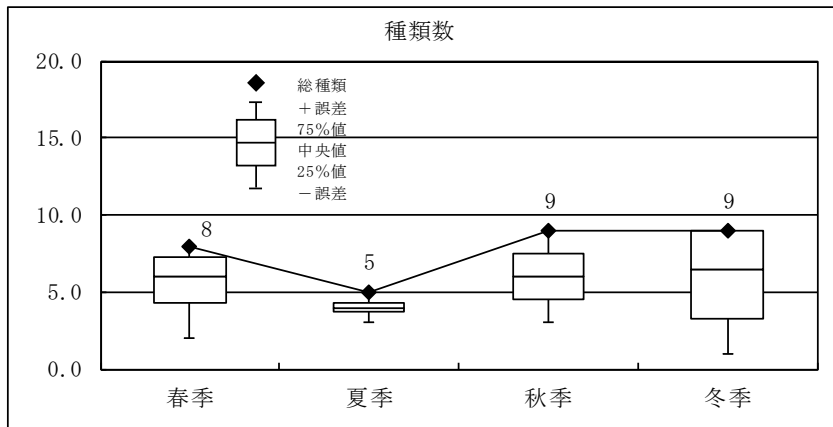 種類数
20.0
15.0
10.0
5.0
0.0
総種類
＋誤差
75%値
中央値
25%値
－誤差
8
5
9
9
春季
夏季
秋季
冬季